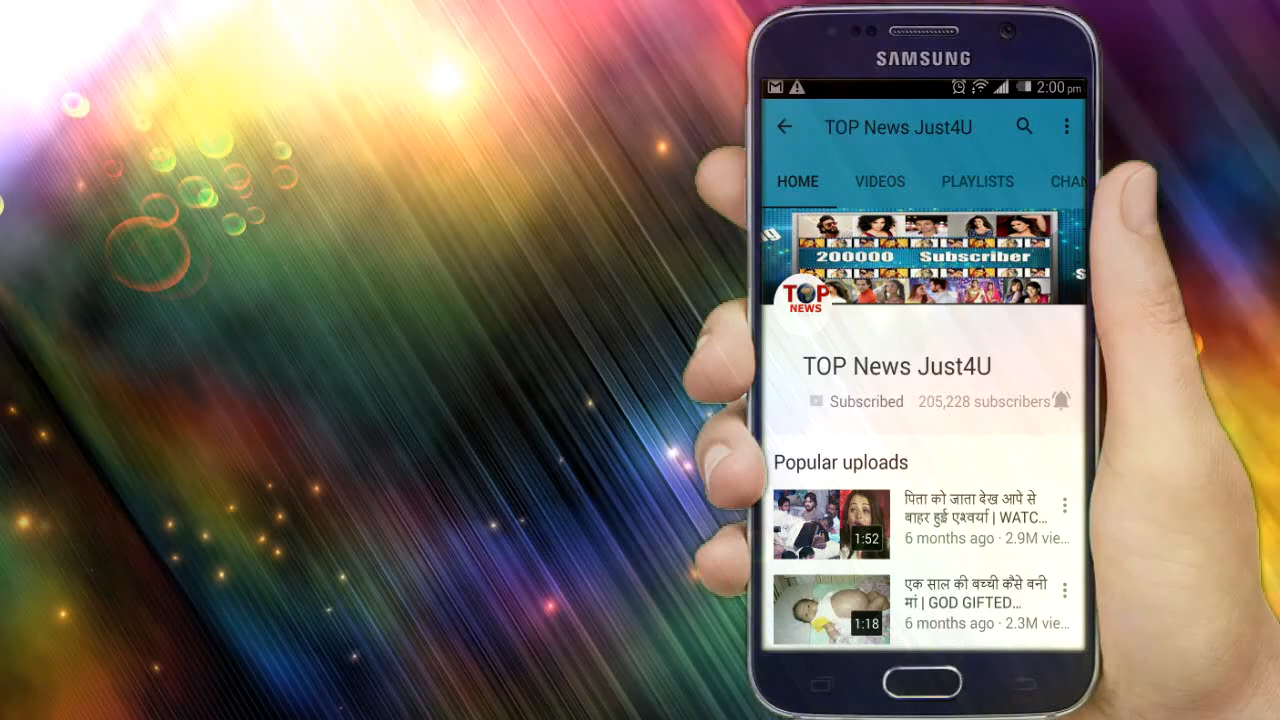 SAMSUNG
2:00 pm
TOP News Just4U
HOME VIDEOS PLAYLISTS CHAN
200000 Subscriber
TOP
NEWS
TOP News Just4U
Subscribed 205,228 subscribers
Popular uploads
पिता को जाता देख आपे से
बाहर हुई एश्वर्या | WATC...
6 months ago · 2.9M vie...
1:52
एक साल की बच्ची कैसे बनी
मां | GOD GIFTED...
6 months ago · 2.3M vie...
1:18